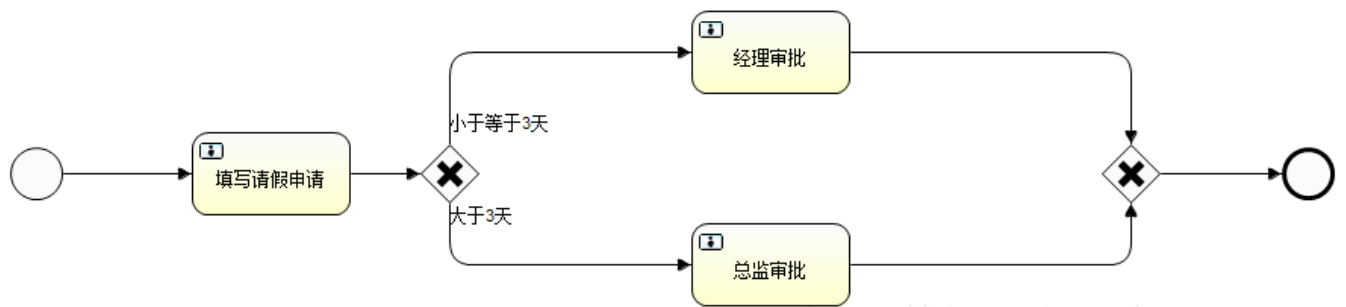 经理审批
小于等于3天
填写请假申请
大于3天
总监审批